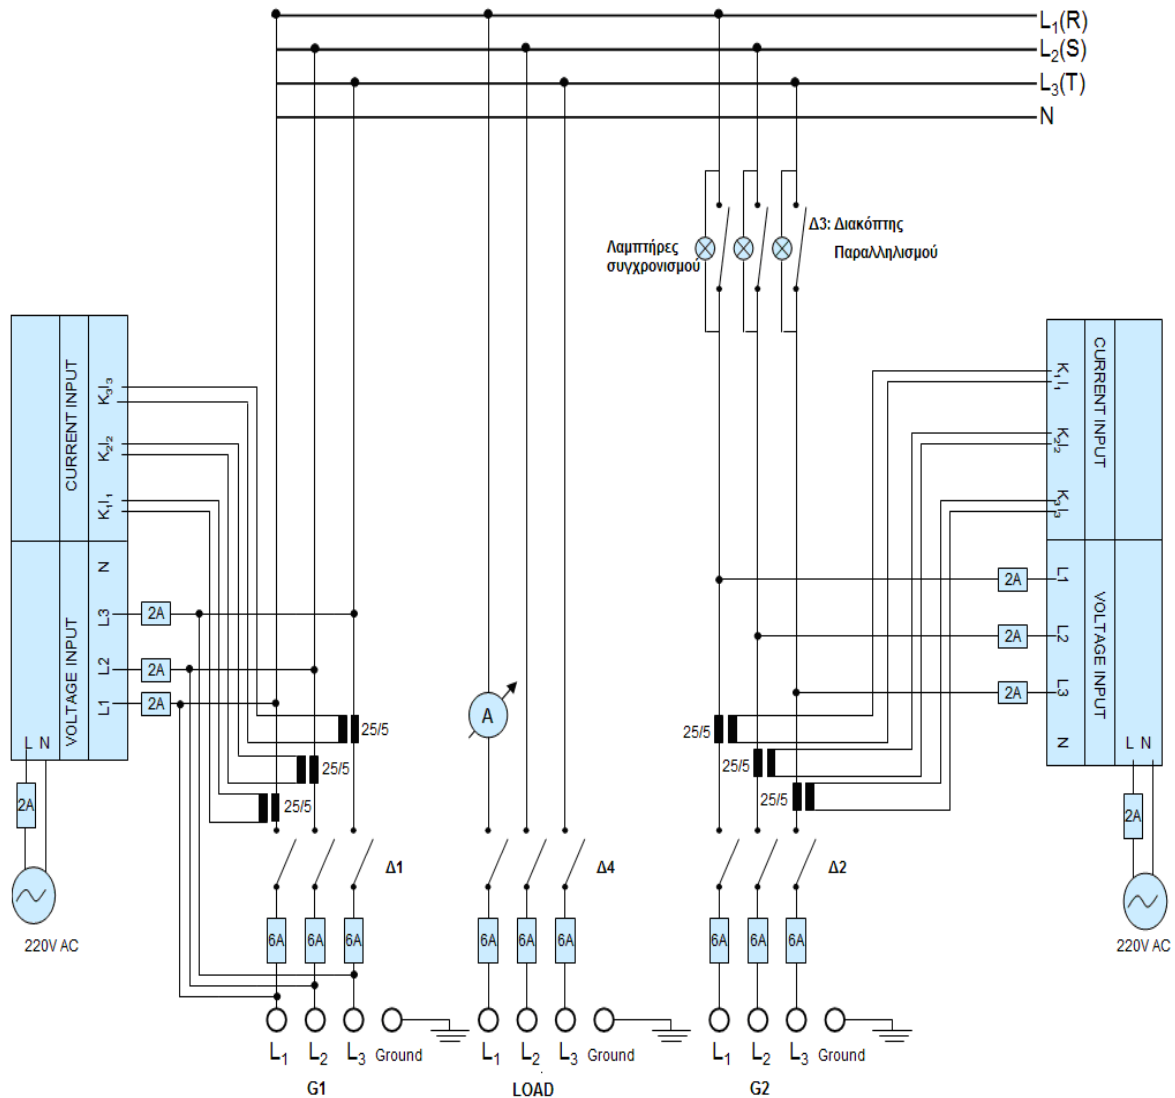 L₁(R)
L₂(S)
L₃(T)
N
Λαμπτήρες
συγχρονισμού
Δ3: Διακόπτης
Παραλληλισμού
CURRENT INPUT
K₃I₃
K₂I₂
K₁I₁
VOLTAGE INPUT
N
L3
L2
L1
2A
2A
2A
L N
2A
220V AC
25/5
25/5
25/5
Δ1
6A
6A
6A
L₁
L₂
L₃
Ground
G1
A
Δ4
6A
6A
6A
L₁
L₂
L₃
Ground
LOAD
25/5
25/5
25/5
Δ2
6A
6A
6A
L₁
L₂
L₃
Ground
G2
CURRENT INPUT
K₁I₁
K₂I₂
K₃I₃
VOLTAGE INPUT
L1
L2
L3
N
2A
2A
2A
L N
2A
220V AC